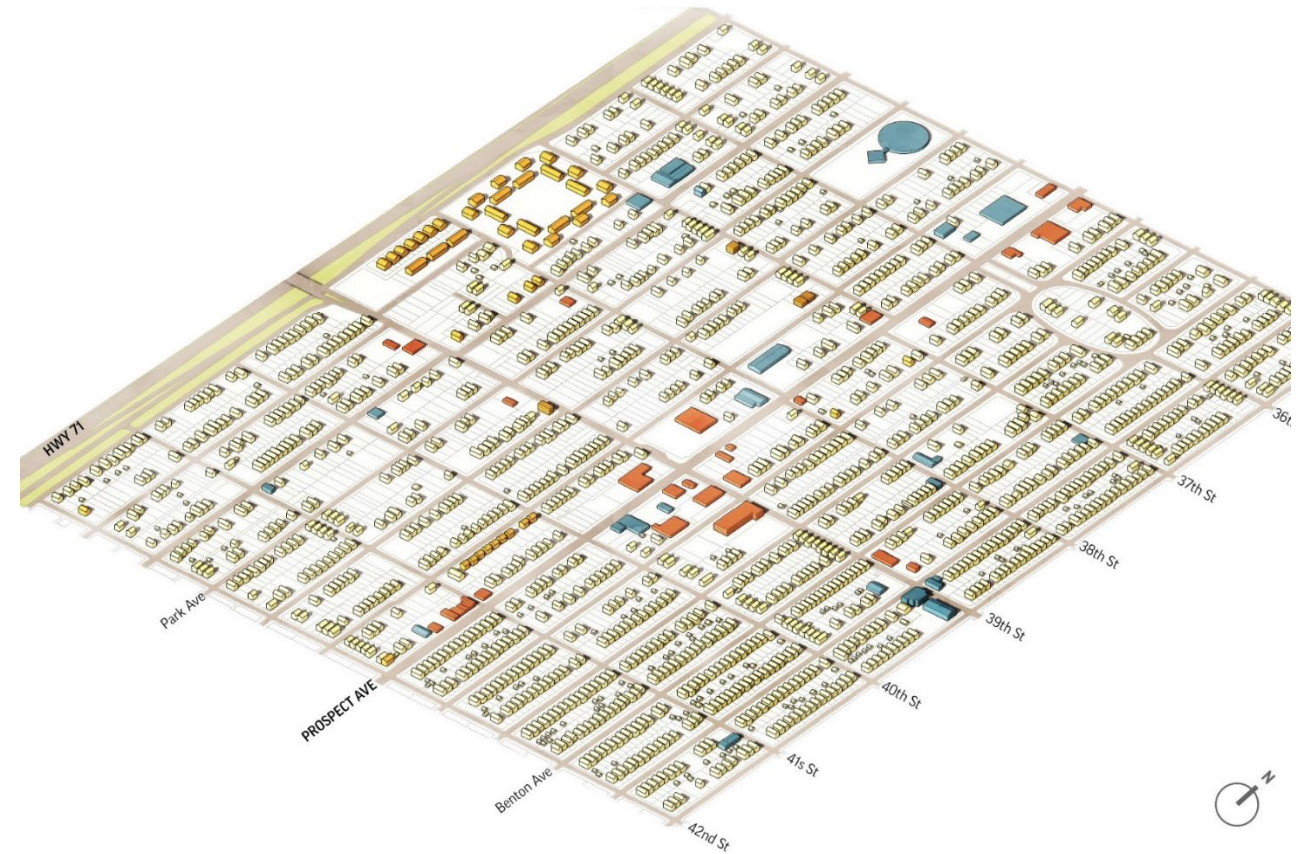 HWY 71
36th
37th St
38th St
39th St
Park Ave
40th St
PROSPECT AVE
41s St
Benton Ave
42nd St
N